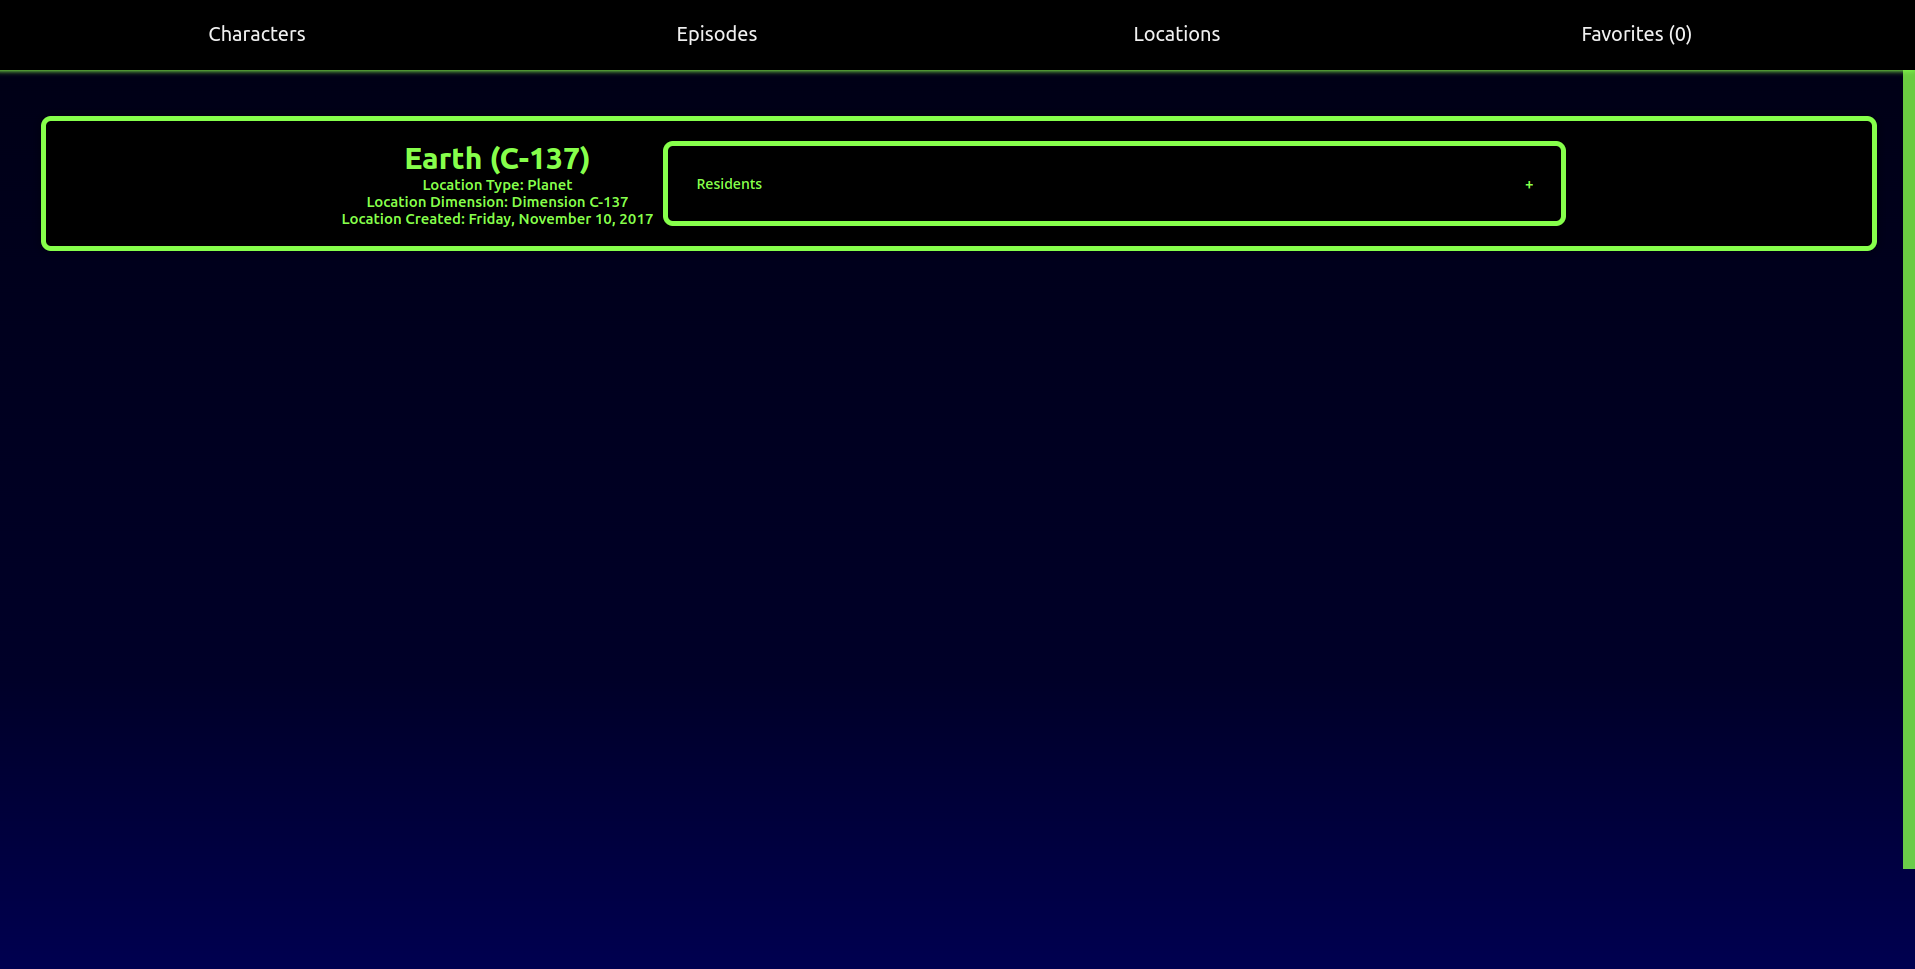 Characters
Episodes
Locations
Favorites (0)
Earth (C-137)
Location Type: Planet
Location Dimension: Dimension C-137
Location Created: Friday, November 10, 2017
Residents +